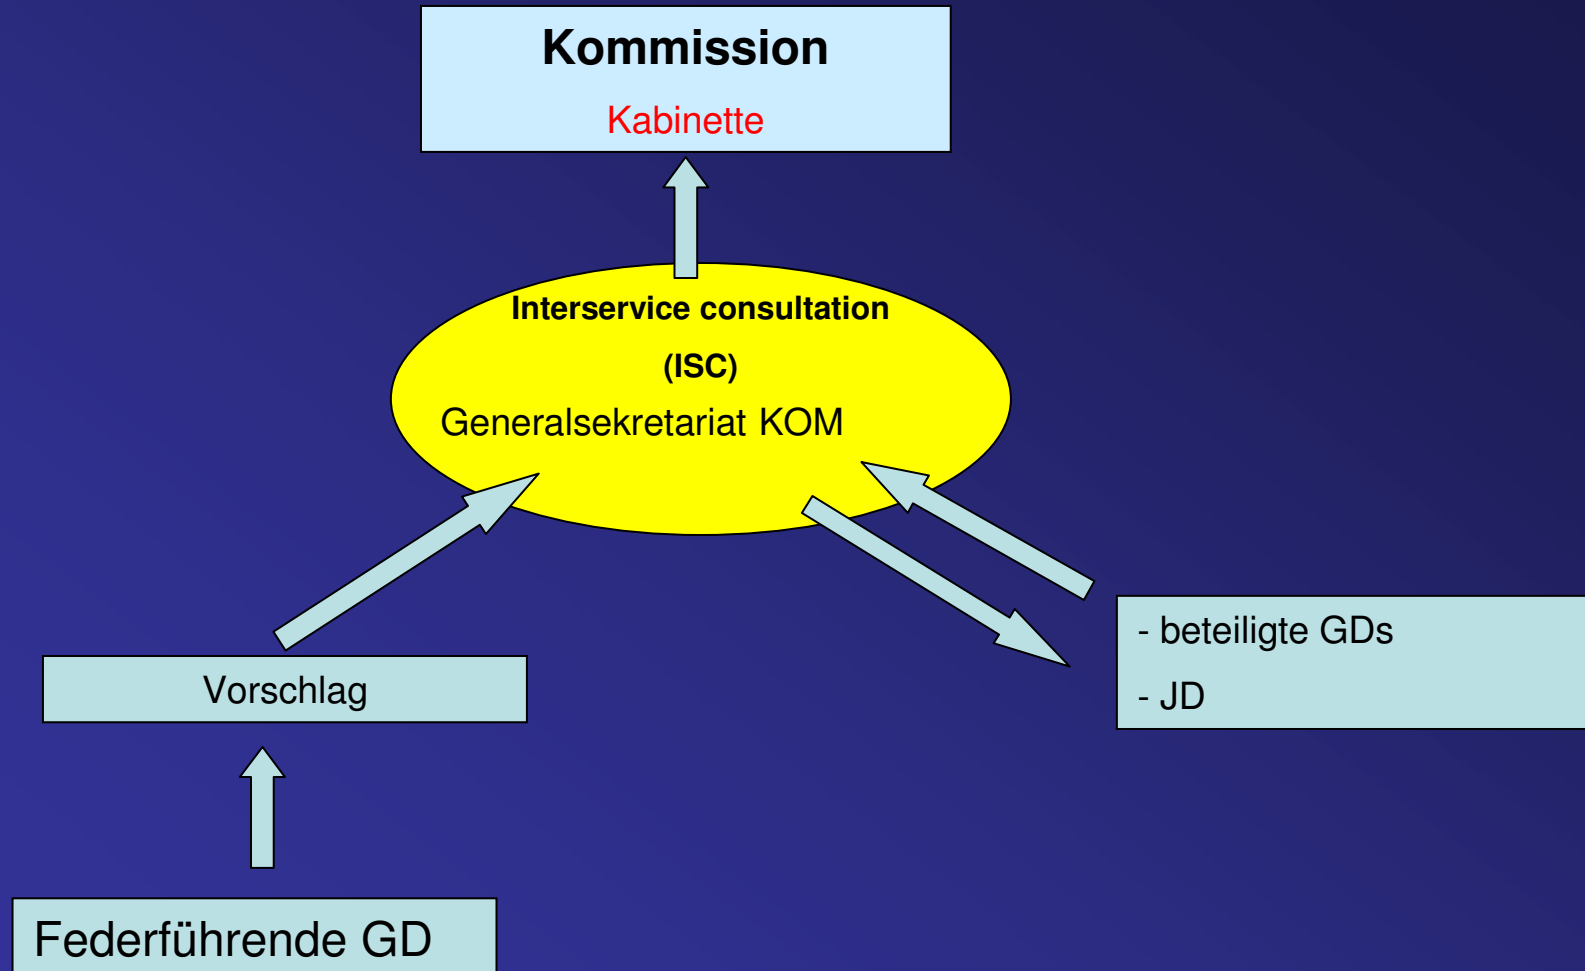 Kommission
Kabinette
Interservice consultation
(ISC)
Generalsekretariat KOM
- beteiligte GDs
- JD
Vorschlag
Federführende GD